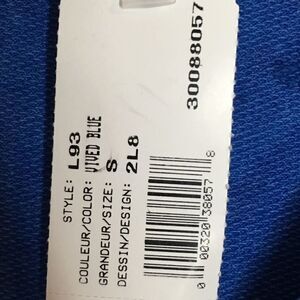 STYLE: L93
COULEUR/COLOR: VIVED BLUE
GRANDEUR/SIZE: S
DESSIN/DESIGN: 2L8
30088057
0 00320 38057 8